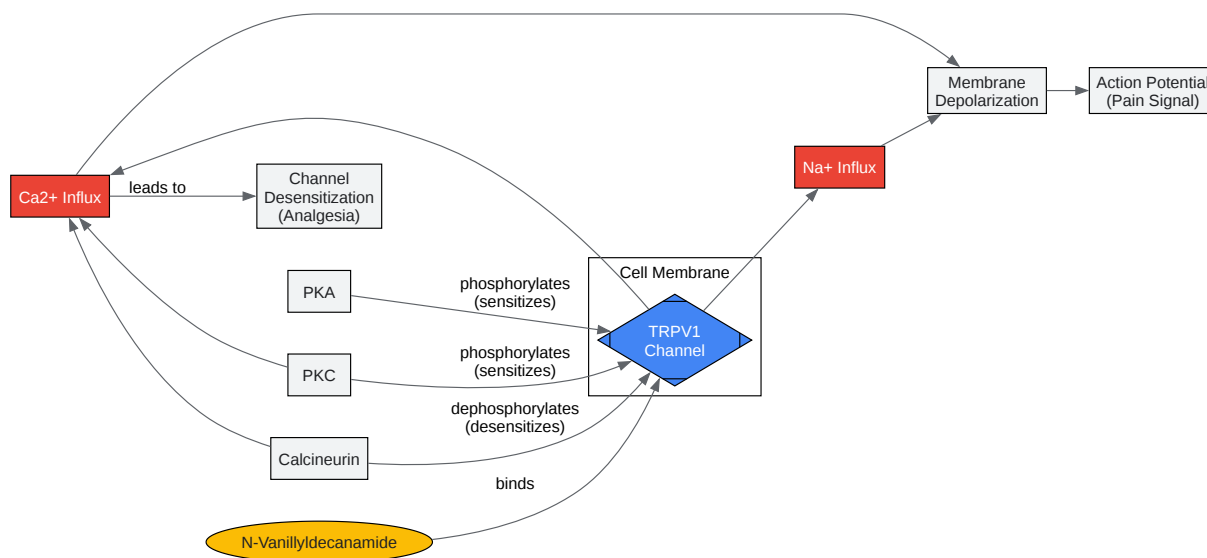 Membrane
Depolarization
Action Potential
(Pain Signal)
Na+ Influx
Ca2+ Influx
leads to
Channel
Desensitization
(Analgesia)
Cell Membrane
PKA
phosphorylates
(sensitizes)
TRPV1
Channel
PKC
phosphorylates
(sensitizes)
dephosphorylates
(desensitizes)
Calcineurin
binds
N-Vanillyldecanamide